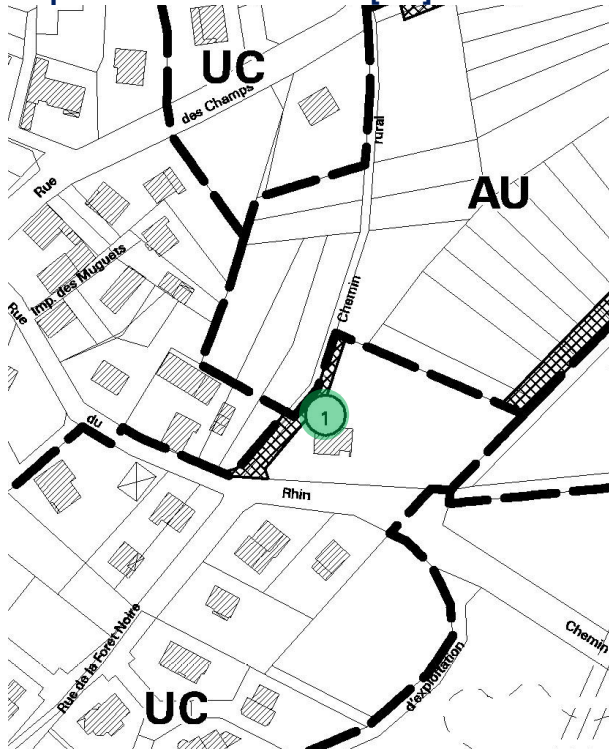 UC
des Champs
Rue
rural
AU
Imp. des Muguets
Chemin
Rue
du
1
Rhin
Rue de la Forêt Noire
Chemin
d'exploitation
UC